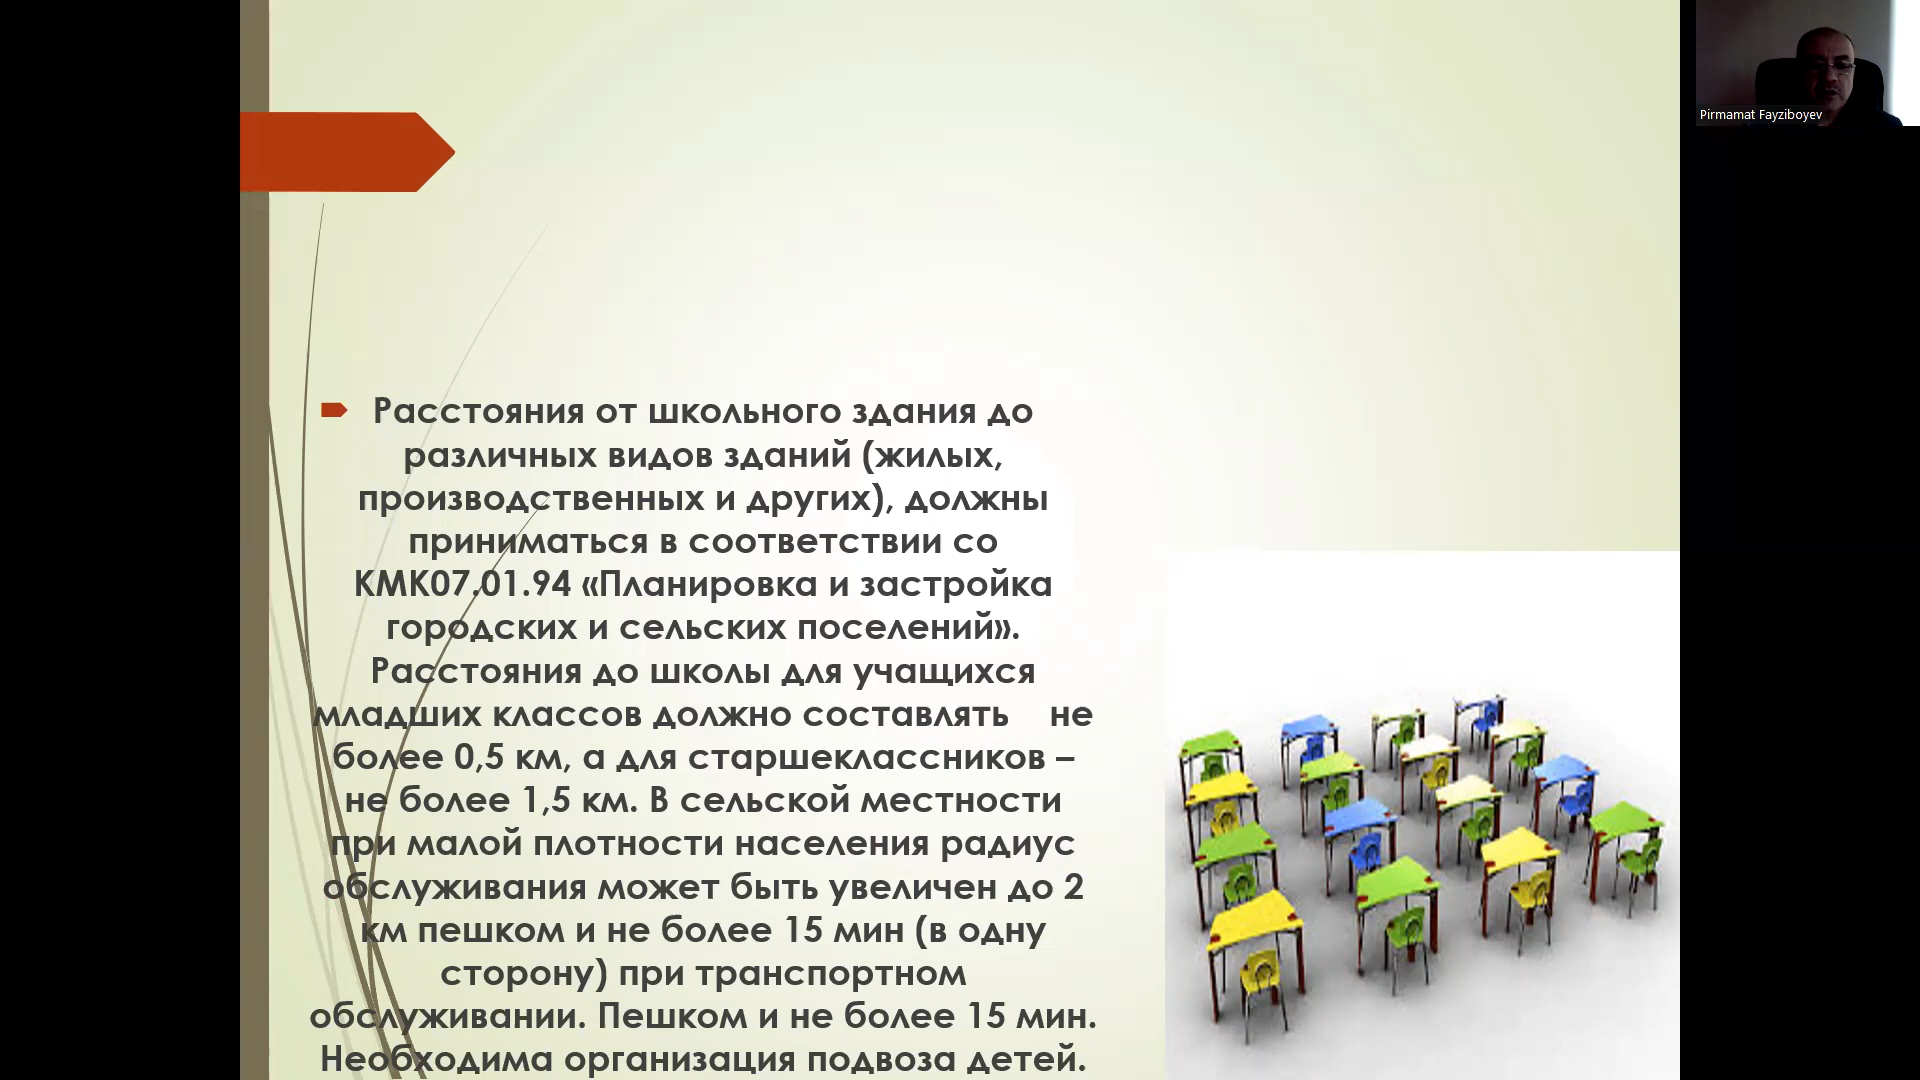 Расстояния от школьного здания до
различных видов зданий (жилых,
производственных и других), должны
приниматься в соответствии со
КМК07.01.94 «Планировка и застройка
городских и сельских поселений».
Расстояния до школы для учащихся
младших классов должно составлять    не
более 0,5 км, а для старшеклассников –
не более 1,5 км. В сельской местности
при малой плотности населения радиус
обслуживания может быть увеличен до 2
км пешком и не более 15 мин (в одну
сторону) при транспортном
обслуживании. Пешком и не более 15 мин.
Необходима организация подвоза детей.
Pirmamat Fayziboyev